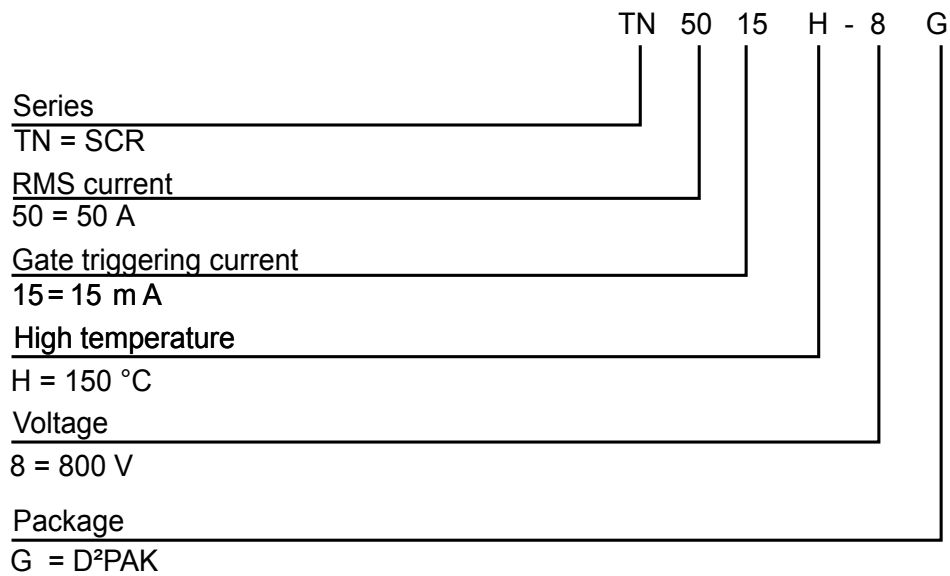 TN 50 15 H - 8 G
Series
TN = SCR
RMS current
50 = 50 A
Gate triggering current
15 = 15 m A
High temperature
H = 150 °C
Voltage
8 = 800 V
Package
G = D²PAK